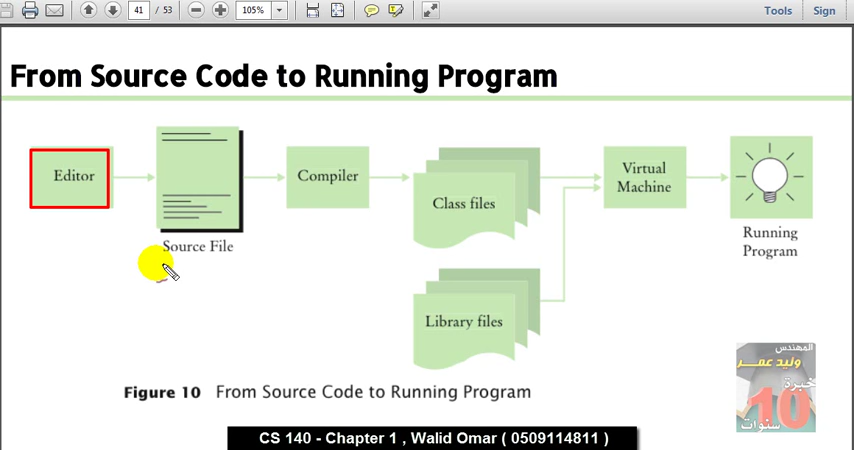 41 / 53
105%
Tools
Sign
From Source Code to Running Program
Editor
Source File
Compiler
Class files
Library files
Virtual
Machine
Running
Program
Figure 10 From Source Code to Running Program
المهندس
وليد عمر
خبرة
10
سنوات
CS 140 - Chapter 1 , Walid Omar ( 0509114811 )